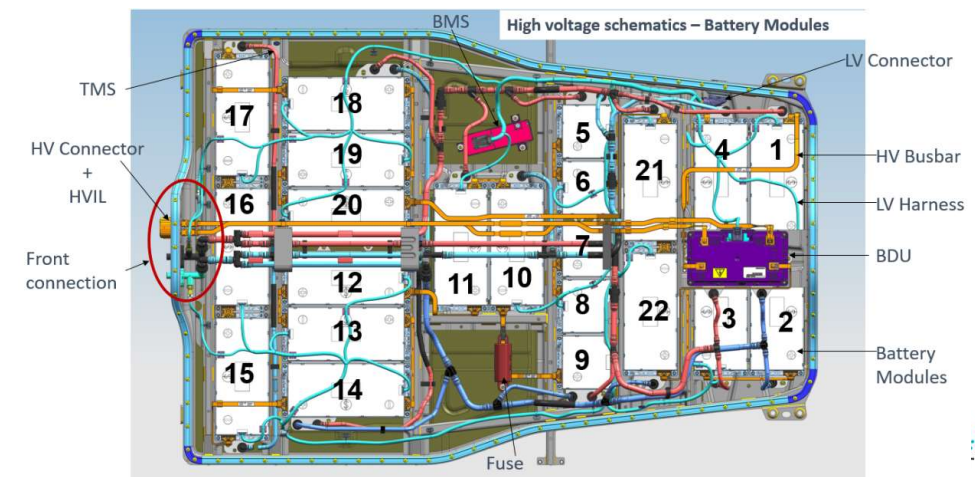 High voltage schematics – Battery Modules
BMS
LV Connector
TMS
HV Connector
+
HVIL
Front
connection
HV Busbar
LV Harness
BDU
Battery
Modules
Fuse
17
18
19
20
16
12
13
14
15
11
10
5
6
7
8
9
21
22
4
1
3
2